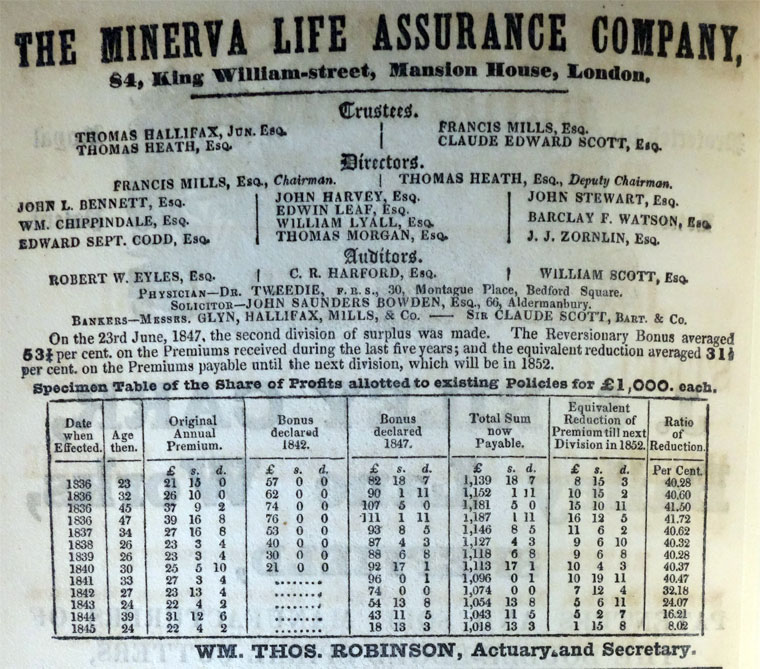 THE MINERVA LIFE ASSURANCE COMPANY,
84, King William-street, Mansion House, London.
Trustees.
THOMAS HALLIFAX, JUN. ESQ. | FRANCIS MILLS, ESQ.
THOMAS HEATH, ESQ. | CLAUDE EDWARD SCOTT, ESQ.
Directors.
FRANCIS MILLS, ESQ., Chairman. | THOMAS HEATH, ESQ., Deputy Chairman.
JOHN L. BENNETT, ESQ. | JOHN HARVEY, ESQ. | JOHN STEWART, ESQ.
WM. CHIPPINDALE, ESQ. | EDWIN LEAF, ESQ. | BARCLAY F. WATSON, ESQ
EDWARD SEPT. CODD, ESQ. | WILLIAM LYALL, ESQ. | J. J. ZORNLIN, ESQ.
THOMAS MORGAN, ESQ.
Auditors.
ROBERT W. EYLES, ESQ. | C. R. HARFORD, ESQ. | WILLIAM SCOTT, ESQ
PHYSICIAN—DR. TWEEDIE, F.R.S., 30, Montague Place, Bedford Square.
SOLICITOR—JOHN SAUNDERS BOWDEN, ESQ., 66, Aldermanbury.
BANKERS—MESSRS. GLYN, HALLIFAX, MILLS, & CO. — SIR CLAUDE SCOTT, BART. & CO.
On the 23rd June, 1847, the second division of surplus was made. The Reversionary Bonus averaged
53¾ per cent. on the Premiums received during the last five years; and the equivalent reduction averaged
per cent. on the Premiums payable until the next division, which will be in 1852.
Specimen Table of the Share of Profits allotted to existing Policies for £1,000. each.
Date when Effected. | Age then. | Original Annual Premium. | Bonus declared 1842. | Bonus declared 1847. | Total Sum now Payable. | Equivalent Reduction of Premium till next Division in 1852. | Ratio of Reduction.
£ s. d. | £ s. d. | £ s. d. | £ s. d. | £ s. d. | Per Cent.
1836 | 23 | 21 15 0 | 57 0 0 | 82 18 7 | 1,139 18 7 | 8 15 3 | 40.28
1836 | 32 | 26 10 0 | 62 0 0 | 90 1 11 | 1,152 1 11 | 10 15 2 | 40.60
1836 | 45 | 37 9 2 | 74 0 0 | 107 5 0 | 1,181 5 0 | 15 10 11 | 41.50
1836 | 47 | 39 16 8 | 76 0 0 | 111 1 11 | 1,187 1 11 | 16 12 5 | 41.72
1837 | 34 | 27 16 8 | 53 0 0 | 93 8 5 | 1,146 8 5 | 11 6 2 | 40.62
1838 | 26 | 23 3 4 | 40 0 0 | 87 4 3 | 1,127 4 3 | 9 6 10 | 40.32
1839 | 26 | 23 3 4 | 30 0 0 | 88 6 8 | 1,118 6 8 | 9 6 8 | 40.28
1840 | 30 | 25 5 10 | 21 0 0 | 92 17 1 | 1,113 17 1 | 10 4 3 | 40.37
1841 | 33 | 27 3 4 | ........ | 96 0 1 | 1,096 0 1 | 10 19 11 | 40.47
1842 | 27 | 23 13 4 | ........ | 74 0 0 | 1,074 0 0 | 7 12 4 | 32.18
1843 | 24 | 22 4 2 | ........ | 54 13 8 | 1,054 13 8 | 5 6 11 | 24.07
1844 | 39 | 31 12 6 | ........ | 43 11 5 | 1,043 11 5 | 5 2 7 | 16.21
1845 | 24 | 22 4 2 | ........ | 18 13 3 | 1,018 13 3 | 1 15 8 | 8.02
WM. THOS. ROBINSON, Actuary and Secretary.